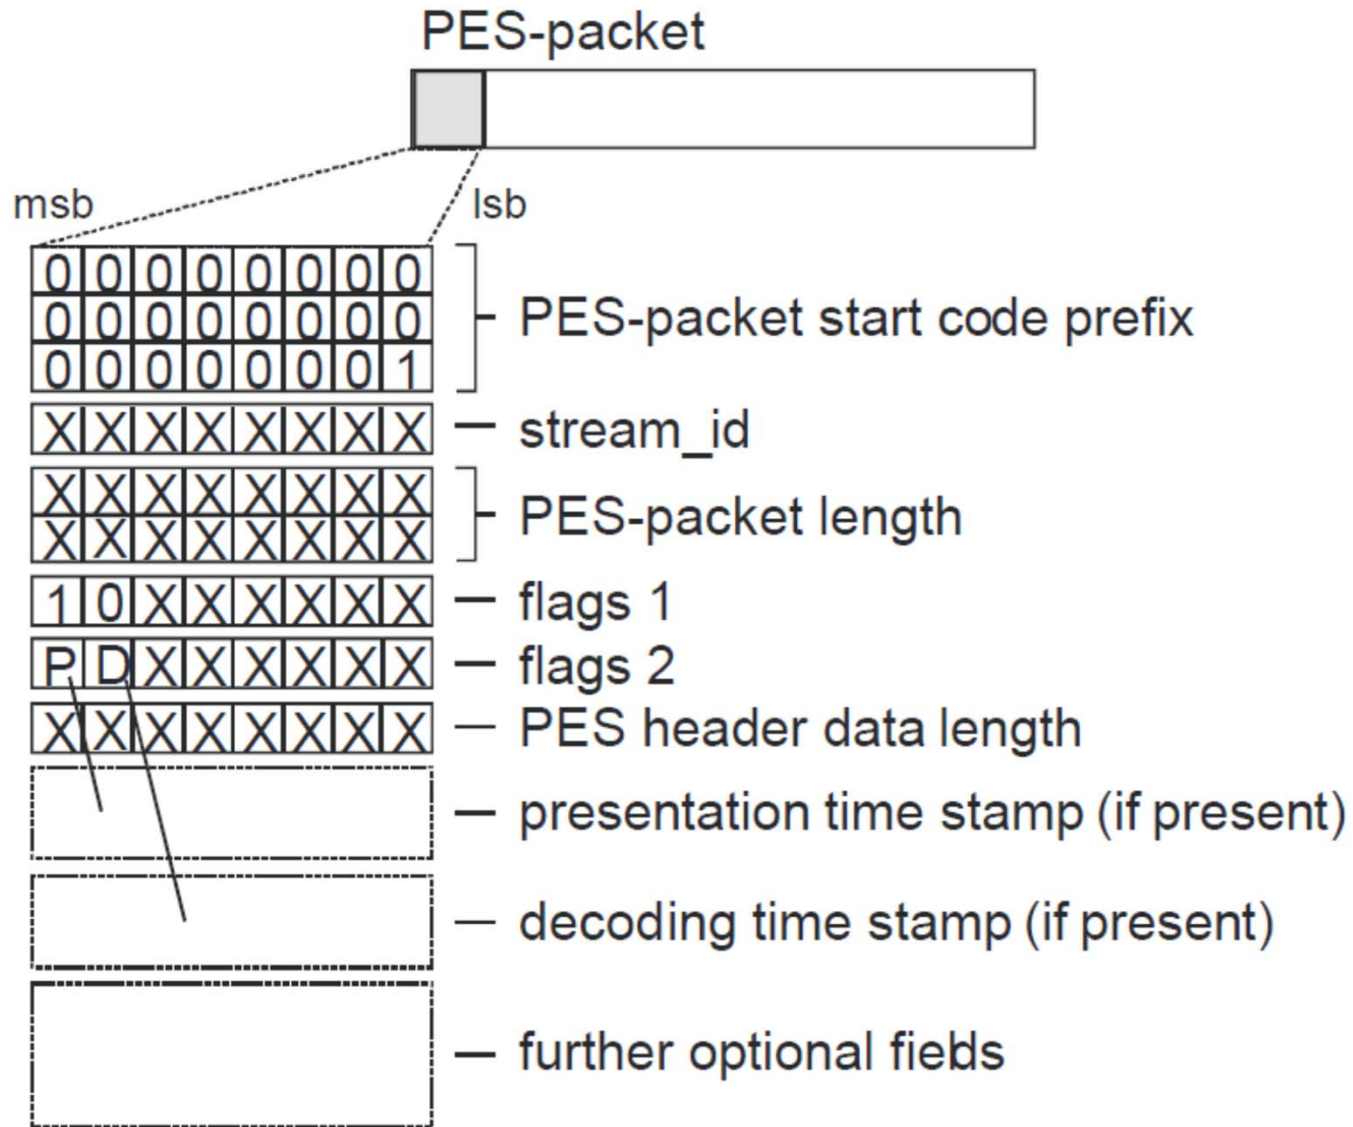 PES-packet
msb lsb
0 0 0 0 0 0 0 0
0 0 0 0 0 0 0 0
0 0 0 0 0 0 0 1
PES-packet start code prefix
X X X X X X X X
stream_id
X X X X X X X X
X X X X X X X X
PES-packet length
1 0 X X X X X X
flags 1
P D X X X X X X
flags 2
X X X X X X X X
PES header data length
presentation time stamp (if present)
decoding time stamp (if present)
further optional fiebs